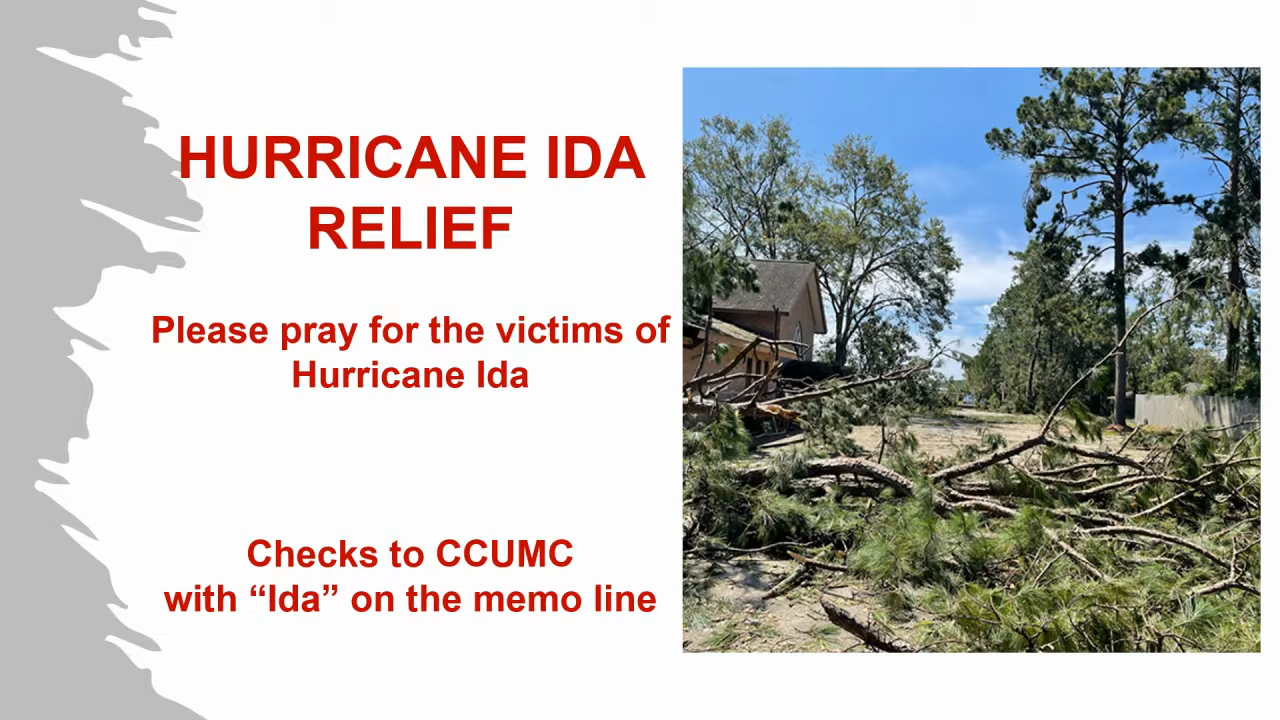 HURRICANE IDA
RELIEF
Please pray for the victims of
Hurricane Ida
Checks to CCUMC
with “Ida” on the memo line